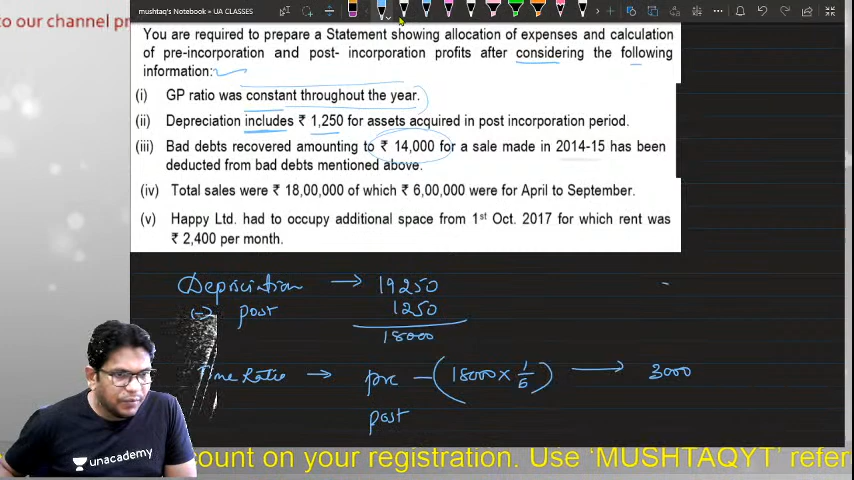 mushtaq's Notebook » UA CLASSES
to our channel pr
You are required to prepare a Statement showing allocation of expenses and calculation
of pre-incorporation and post- incorporation profits after considering the following
information:
(i) GP ratio was constant throughout the year.
(ii) Depreciation includes ₹ 1,250 for assets acquired in post incorporation period.
(iii) Bad debts recovered amounting to ₹ 14,000 for a sale made in 2014-15 has been
deducted from bad debts mentioned above.
(iv) Total sales were ₹ 18,00,000 of which ₹ 6,00,000 were for April to September.
(v) Happy Ltd. had to occupy additional space from 1st Oct. 2017 for which rent was
₹ 2,400 per month.
Depriciation → 19250
(-) post 1250
18000
Time Ratio → pre - (18000 × 1/6) → 3000
post
unacademy
count on your registration. Use ‘MUSHTAQYT’ refer